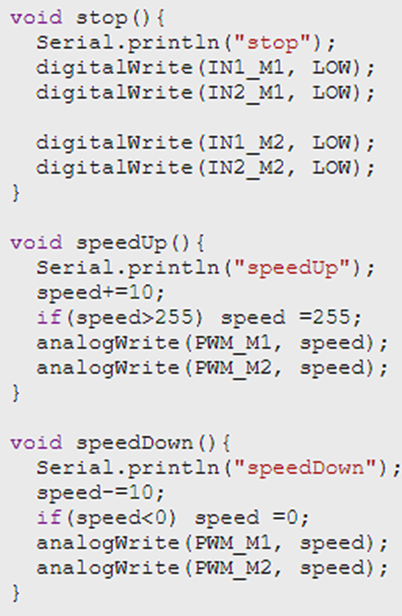 void stop(){
  Serial.println("stop");
  digitalWrite(IN1_M1, LOW);
  digitalWrite(IN2_M1, LOW);

  digitalWrite(IN1_M2, LOW);
  digitalWrite(IN2_M2, LOW);
}

void speedUp(){
  Serial.println("speedUp");
  speed+=10;
  if(speed>255) speed =255;
  analogWrite(PWM_M1, speed);
  analogWrite(PWM_M2, speed);
}

void speedDown(){
  Serial.println("speedDown");
  speed-=10;
  if(speed<0) speed =0;
  analogWrite(PWM_M1, speed);
  analogWrite(PWM_M2, speed);
}